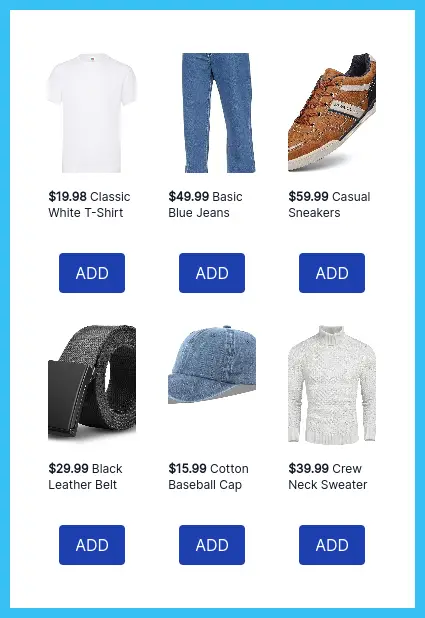 $19.98 Classic
White T-Shirt
$49.99 Basic
Blue Jeans
$59.99 Casual
Sneakers
ADD
ADD
ADD
$29.99 Black
Leather Belt
$15.99 Cotton
Baseball Cap
$39.99 Crew
Neck Sweater
ADD
ADD
ADD